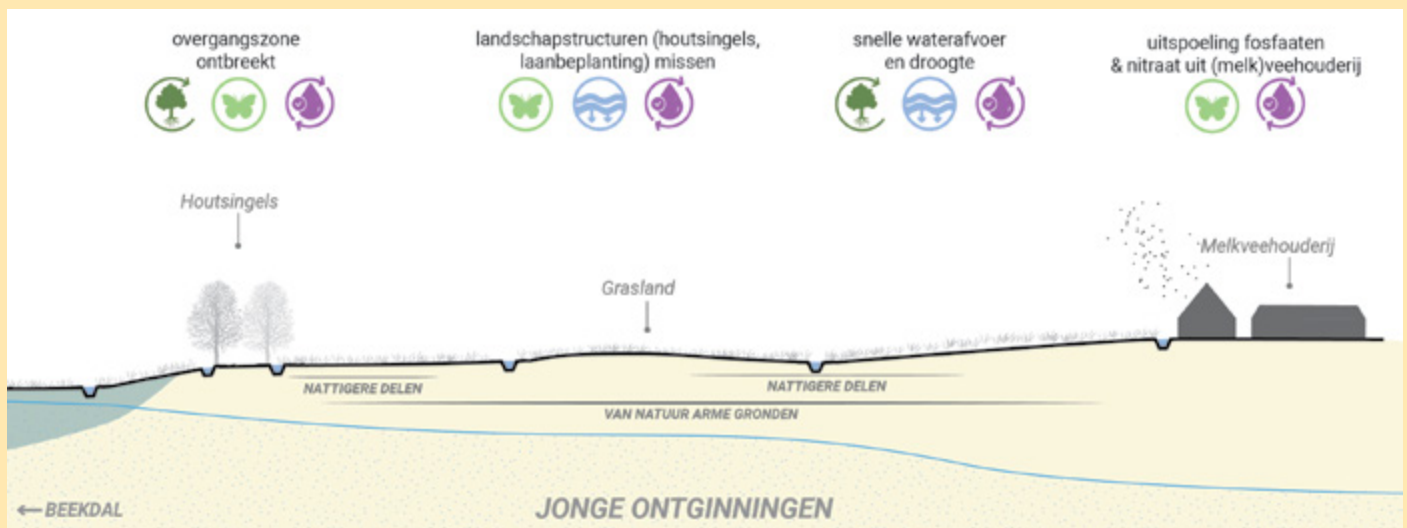 overgangszone
ontbreekt
landschapstructuren (houtsingels,
laanbeplanting) missen
snelle waterafvoer
en droogte
uitspoeling fosfaaten
& nitraat uit (melk)veehouderij
Houtsingels
Melkveehouderij
Grasland
NATTIGERE DELEN
NATTIGERE DELEN
VAN NATUUR ARME GRONDEN
←BEEKDAL
JONGE ONTGINNINGEN